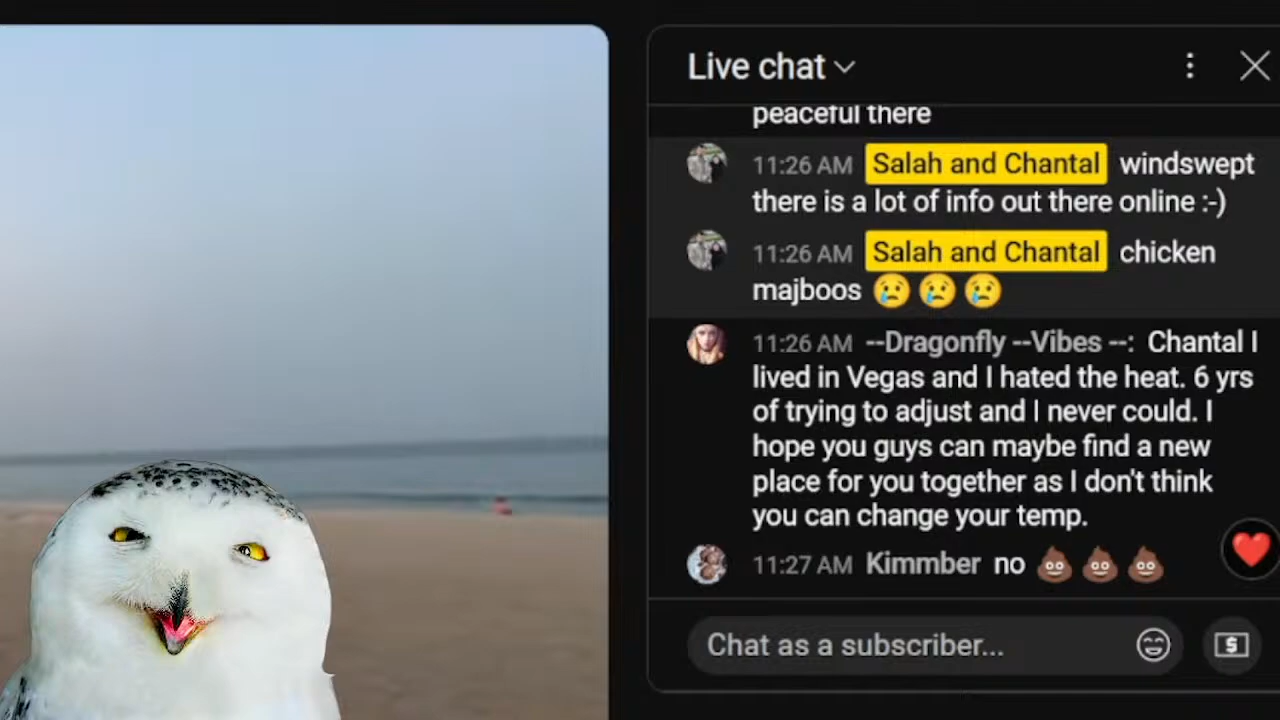 Live chat
peaceful there
11:26 AM Salah and Chantal windswept
there is a lot of info out there online :-)
11:26 AM Salah and Chantal chicken
majboos 😢 😢 😢
11:26 AM --Dragonfly --Vibes --: Chantal I
lived in Vegas and I hated the heat. 6 yrs
of trying to adjust and I never could. I
hope you guys can maybe find a new
place for you together as I don't think
you can change your temp.
11:27 AM Kimmber no 💩 💩 💩
Chat as a subscriber...
$